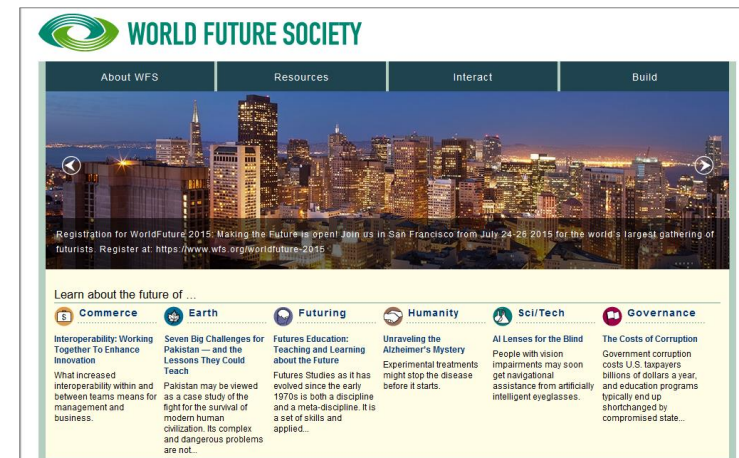 WORLD FUTURE SOCIETY
About WFS
Resources
Interact
Build
Registration for WorldFuture 2015: Making the Future is open! Join us in San Francisco from July 24-26 2015 for the world's largest gathering of
futurists. Register at: https://www.wfs.org/worldfuture-2015
Learn about the future of ...
Commerce
Interoperability: Working
Together To Enhance
Innovation
What increased
interoperability within and
between teams means for
management and
business.
Earth
Seven Big Challenges for
Pakistan — and the
Lessons They Could
Teach
Pakistan may be viewed
as a case study of the
fight for the survival of
modern human
civilization. Its complex
and dangerous problems
are not...
Futuring
Futures Education:
Teaching and Learning
about the Future
Futures Studies as it has
evolved since the early
1970s is both a discipline
and a meta-discipline. It is
a set of skills and
applied...
Humanity
Unraveling the
Alzheimer's Mystery
Experimental treatments
might stop the disease
before it starts.
Sci/Tech
AI Lenses for the Blind
People with vision
impairments may soon
get navigational
assistance from artificially
intelligent eyeglasses.
Governance
The Costs of Corruption
Government corruption
costs U.S. taxpayers
billions of dollars a year,
and education programs
typically end up
shortchanged by
compromised state...